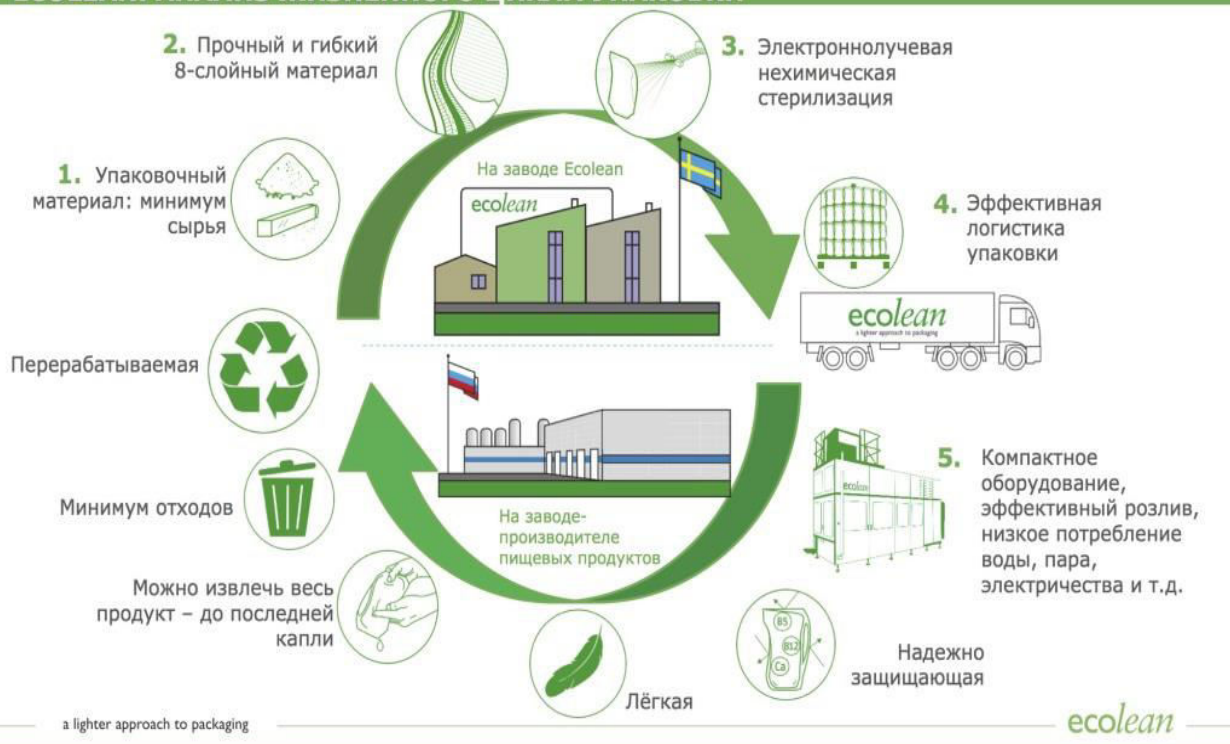 2. Прочный и гибкий
8-слойный материал
3. Электроннолучевая
нехимическая
стерилизация
1. Упаковочный
материал: минимум
сырья
На заводе Ecolean
ecolean
4. Эффективная
логистика
упаковки
ecolean
a lighter approach to packaging
Перерабатываемая
5. Компактное
оборудование,
эффективный розлив,
низкое потребление
воды, пара,
электричества и т.д.
ecolean
Минимум отходов
На заводе-
производителе
пищевых продуктов
Можно извлечь весь
продукт – до последней
капли
B5
B12
Ca
Надежно
защищающая
Лёгкая
a lighter approach to packaging
ecolean